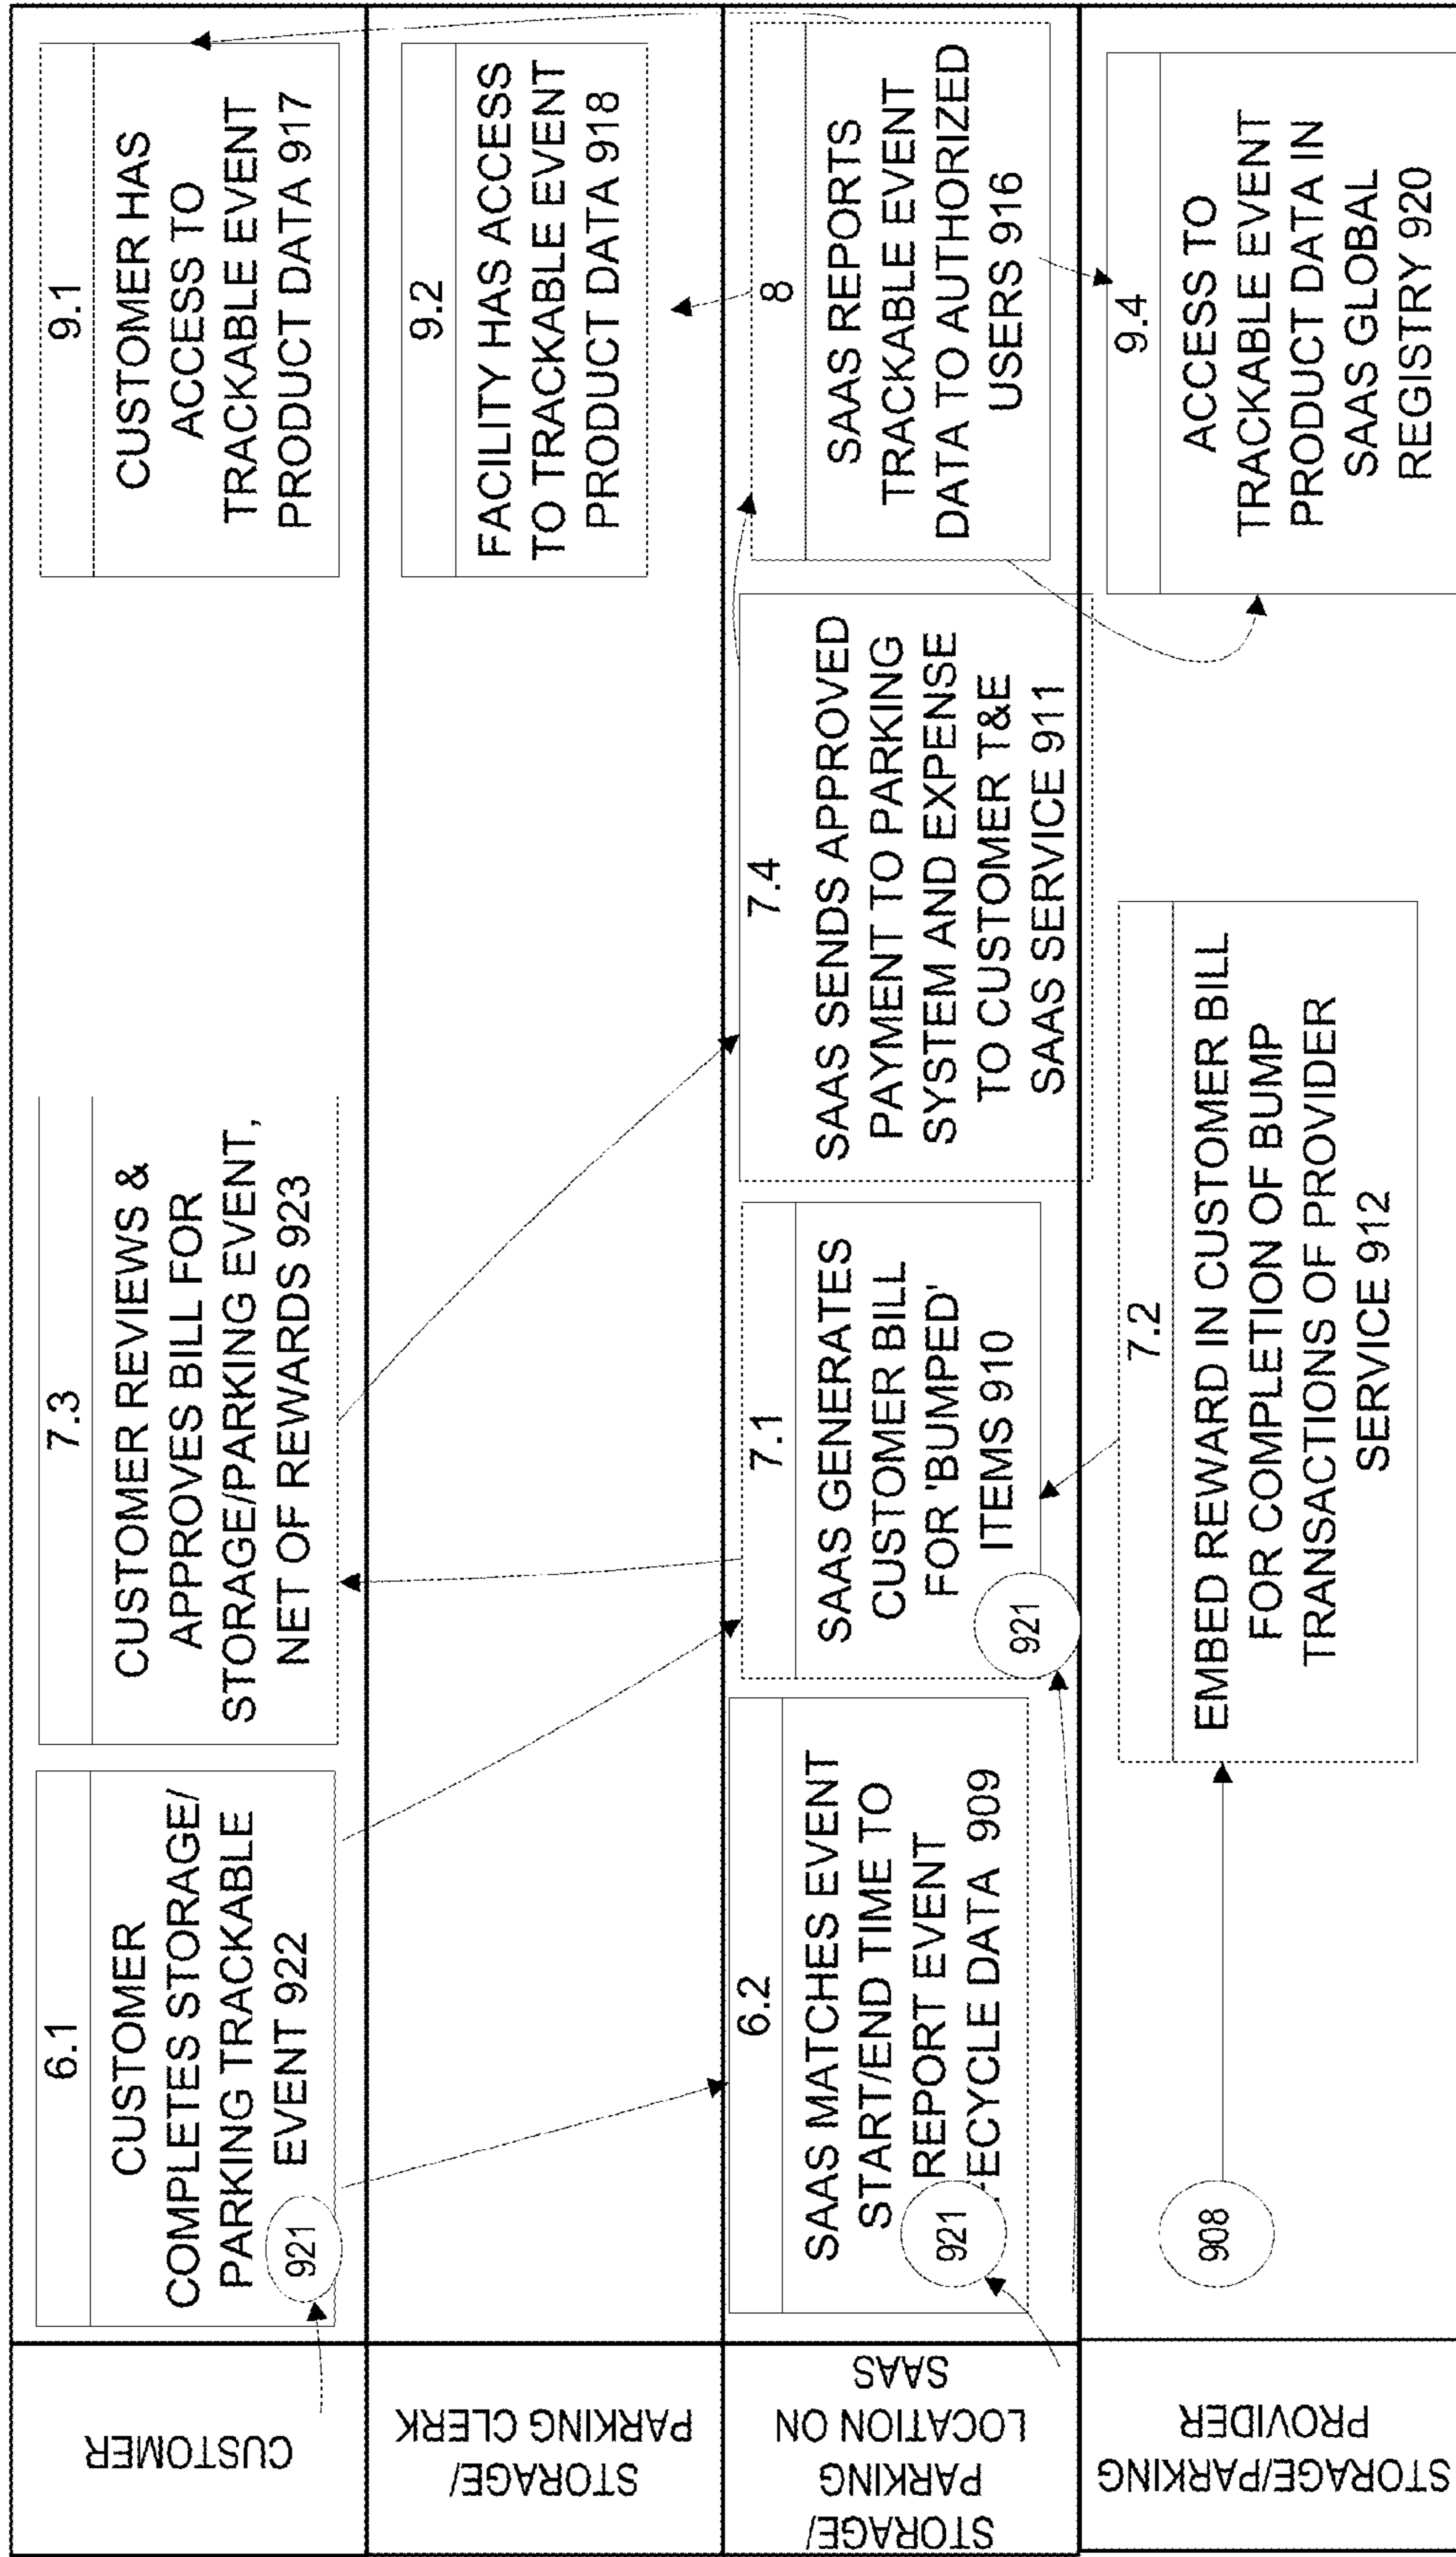 CUSTOMER
6.1
CUSTOMER
COMPLETES STORAGE/
PARKING TRACKABLE
EVENT 922
921
7.3
CUSTOMER REVIEWS &
APPROVES BILL FOR
STORAGE/PARKING EVENT,
NET OF REWARDS 923
9.1
CUSTOMER HAS
ACCESS TO
TRACKABLE EVENT
PRODUCT DATA 917
STORAGE/
PARKING CLERK
9.2
FACILITY HAS ACCESS
TO TRACKABLE EVENT
PRODUCT DATA 918
STORAGE/
PARKING
LOCATION ON
SAAS
6.2
SAAS MATCHES EVENT
START/END TIME TO
REPORT EVENT
DATA 909
921
7.1
SAAS GENERATES
CUSTOMER BILL
FOR 'BUMPED'
ITEMS 910
921
7.4
SAAS SENDS APPROVED
PAYMENT TO PARKING
SYSTEM AND EXPENSE
TO CUSTOMER T&E
SAAS SERVICE 911
8
SAAS REPORTS
TRACKABLE EVENT
DATA TO AUTHORIZED
USERS 916
STORAGE/PARKING
PROVIDER
908
7.2
EMBED REWARD IN CUSTOMER BILL
FOR COMPLETION OF BUMP
TRANSACTIONS OF PROVIDER
SERVICE 912
9.4
ACCESS TO
TRACKABLE EVENT
PRODUCT DATA IN
SAAS GLOBAL
REGISTRY 920